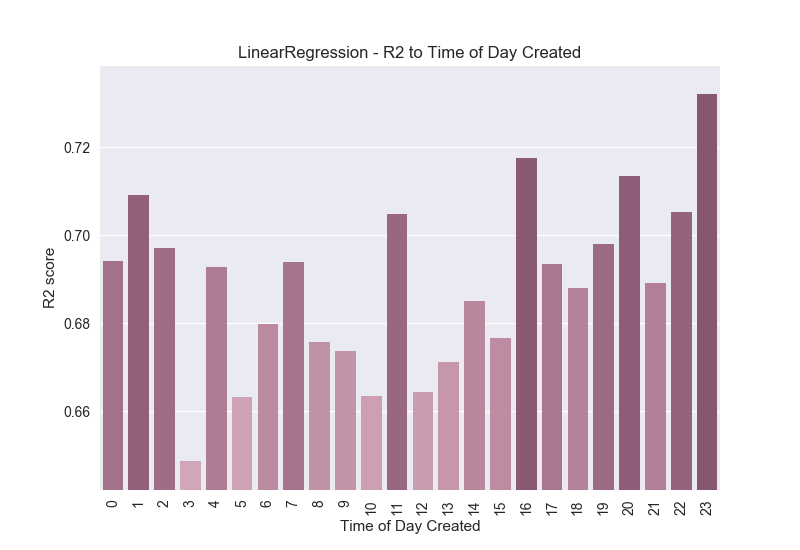 LinearRegression - R2 to Time of Day Created
R2 score
0.72
0.70
0.68
0.66
0 1 2 3 4 5 6 7 8 9 10 11 12 13 14 15 16 17 18 19 20 21 22 23
Time of Day Created